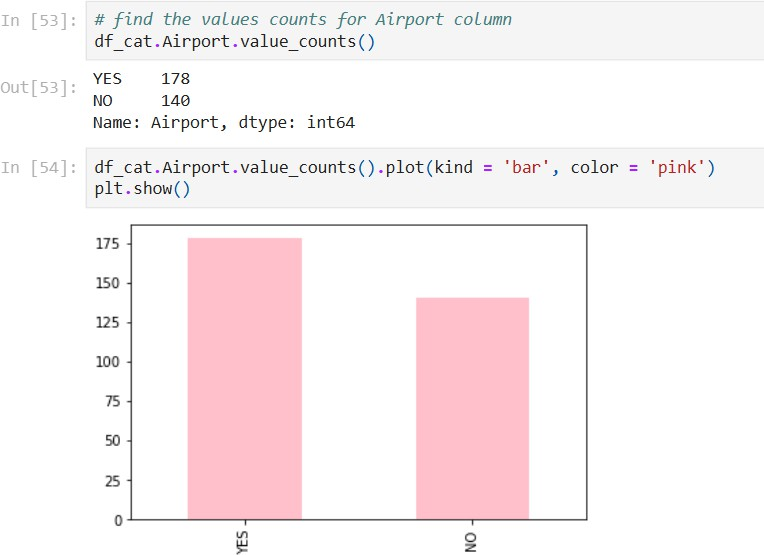 In [53]: # find the values counts for Airport column
df_cat.Airport.value_counts()
Out[53]: YES    178
NO     140
Name: Airport, dtype: int64
In [54]: df_cat.Airport.value_counts().plot(kind = 'bar', color = 'pink')
plt.show()
175
150
125
100
75
50
25
0
YES
NO